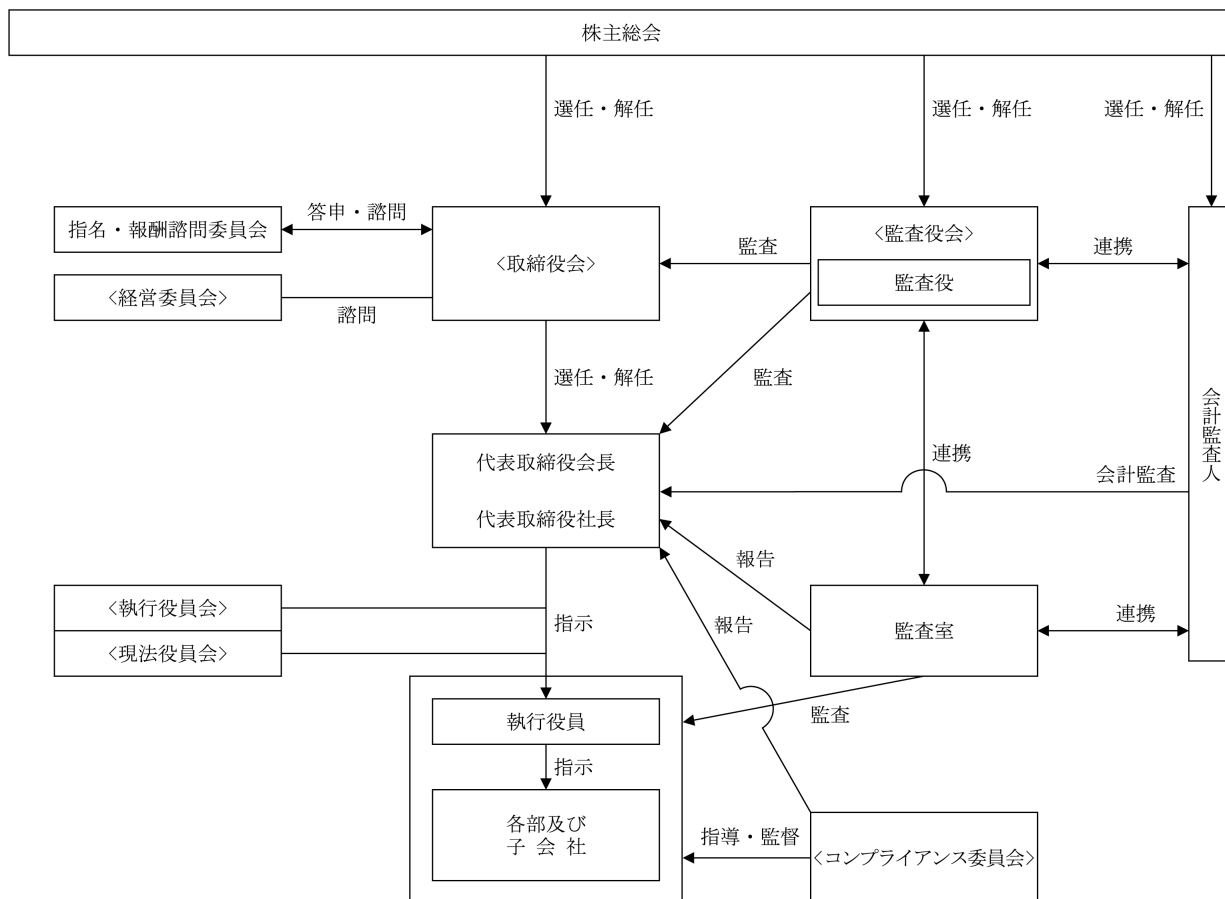 株主総会
選任・解任
選任・解任
選任・解任
指名・報酬諮問委員会
答申・諮問
<取締役会>
監査
<監査役会>
監査役
連携
<経営委員会>
諮問
選任・解任
監査
連携
会計監査
会計監査人
代表取締役会長
代表取締役社長
報告
報告
<執行役員会>
<現法役員会>
指示
監査室
連携
執行役員
監査
指示
各部及び
子 会 社
指導・監督
<コンプライアンス委員会>